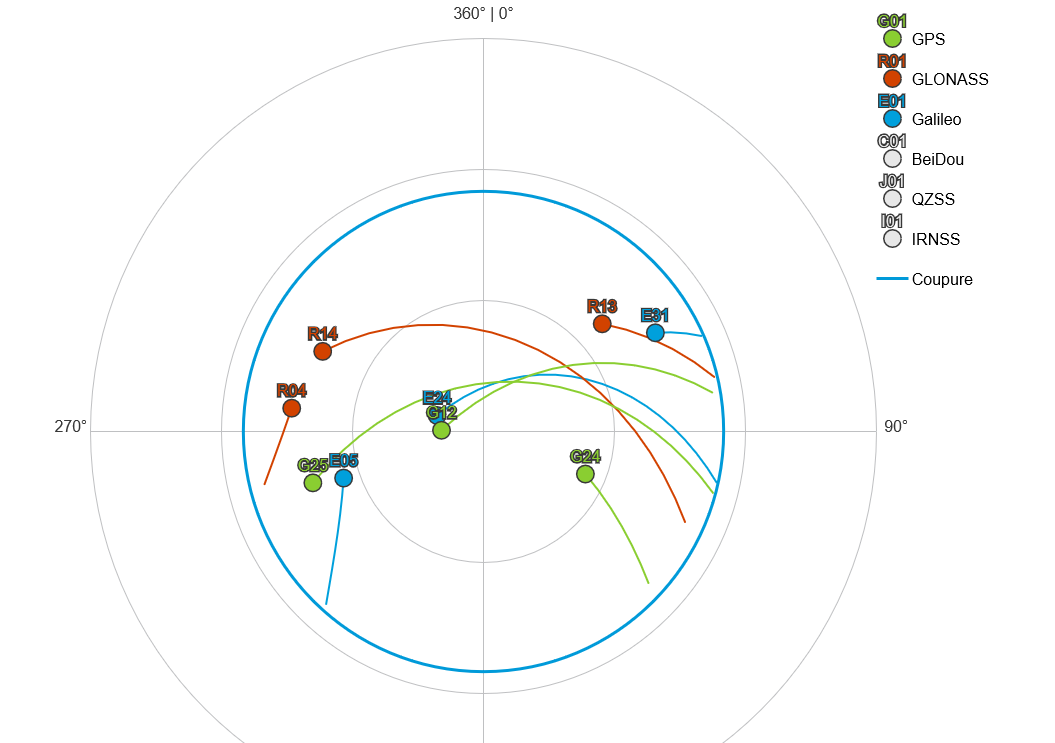 360° | 0°
G01
GPS
R01
GLONASS
E01
Galileo
C01
BeiDou
J01
QZSS
I01
IRNSS
Coupure
R13
E31
R14
R04
E24
G12
270°
90°
G25
E05
G24